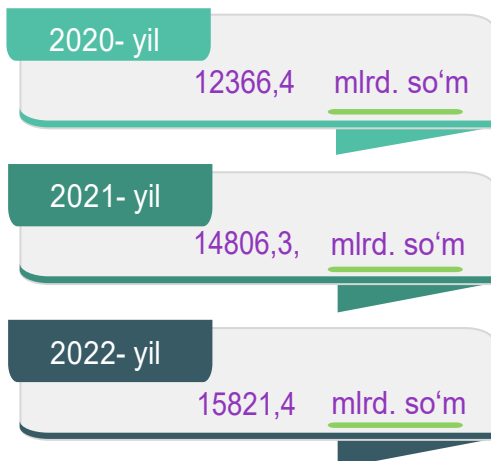 2020- yil
12366,4 mlrd. so‘m
2021- yil
14806,3, mlrd. so‘m
2022- yil
15821,4 mlrd. so‘m